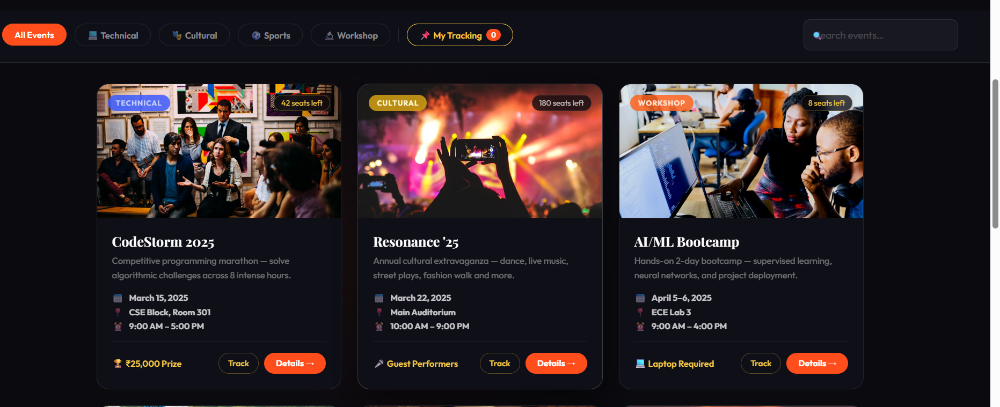 All Events
Technical
Cultural
Sports
Workshop
My Tracking 0
Search events...
TECHNICAL
42 seats left
CodeStorm 2025
Competitive programming marathon — solve
algorithmic challenges across 8 intense hours.
March 15, 2025
CSE Block, Room 301
9:00 AM – 5:00 PM
₹25,000 Prize
Track
Details →
CULTURAL
180 seats left
Resonance '25
Annual cultural extravaganza — dance, live music,
street plays, fashion walk and more.
March 22, 2025
Main Auditorium
10:00 AM – 9:00 PM
Guest Performers
Track
Details →
WORKSHOP
8 seats left
AI/ML Bootcamp
Hands-on 2-day bootcamp — supervised learning,
neural networks, and project deployment.
April 5–6, 2025
ECE Lab 3
9:00 AM – 4:00 PM
Laptop Required
Track
Details →